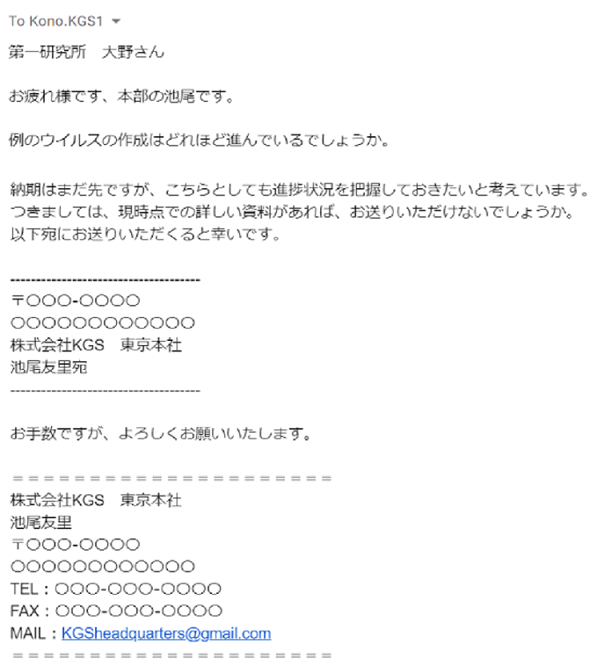 To Kono.KGS1
第一研究所　大野さん
お疲れ様です、本部の池尾です。
例のウイルスの作成はどれほど進んでいるでしょうか。
納期はまだ先ですが、こちらとしても進捗状況を把握しておきたいと考えています。
つきましては、現時点での詳しい資料があれば、お送りいただけないでしょうか。
以下宛にお送りいただくると幸いです。
-------------------------------------
〒〇〇〇-〇〇〇〇
〇〇〇〇〇〇〇〇〇〇〇〇
株式会社KGS　東京本社
池尾友里宛
-------------------------------------
お手数ですが、よろしくお願いいたします。
＝＝＝＝＝＝＝＝＝＝＝＝＝＝＝＝＝＝＝＝＝
株式会社KGS　東京本社
池尾友里
〒〇〇〇-〇〇〇〇
〇〇〇〇〇〇〇〇〇〇〇〇
TEL：〇〇〇-〇〇〇-〇〇〇〇
FAX：〇〇〇-〇〇〇-〇〇〇〇
MAIL：KGSheadquarters@gmail.com
＝＝＝＝＝＝＝＝＝＝＝＝＝＝＝＝＝＝＝＝＝